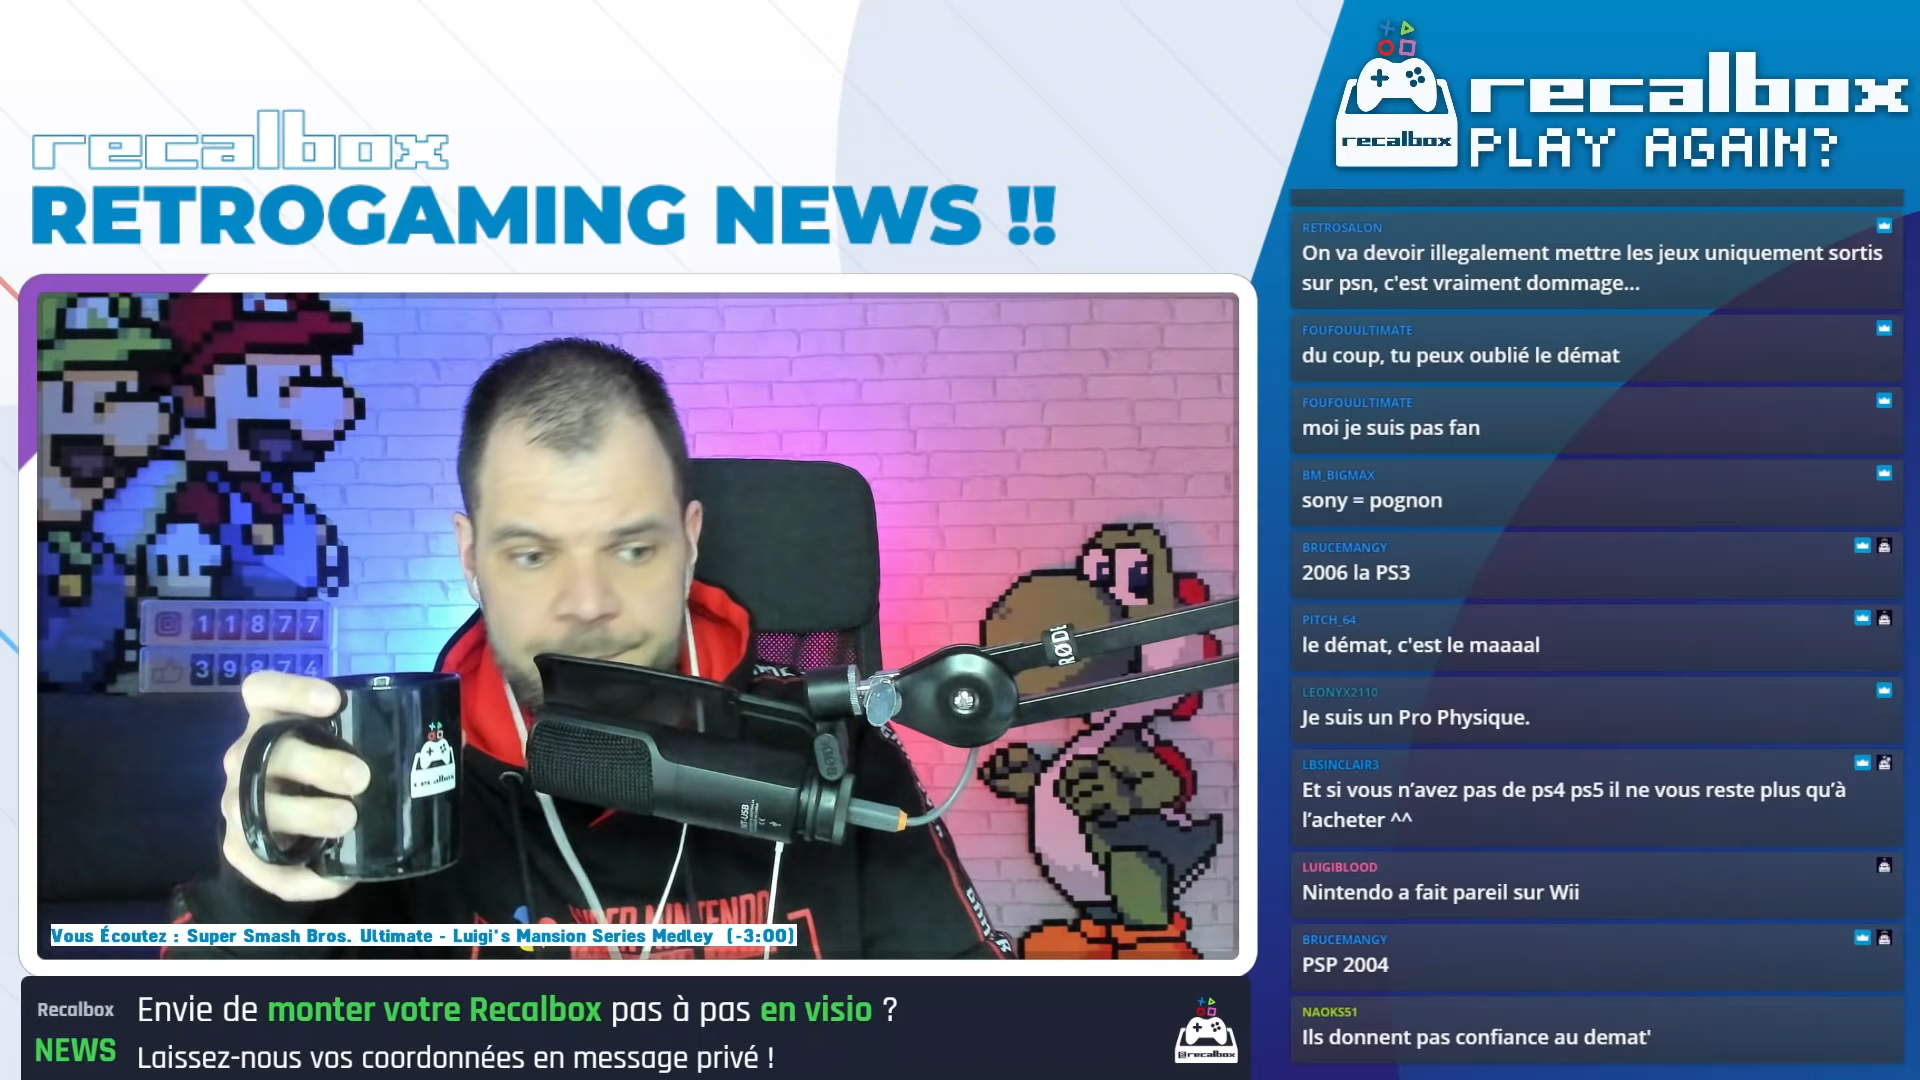 recalbox
RETROGAMING NEWS !!
recalbox
recalbox
PLAY AGAIN?
RETROSALON
On va devoir illegalement mettre les jeux uniquement sortis
sur psn, c'est vraiment dommage...
FOUFOUULTIMATE
du coup, tu peux oublié le démat
FOUFOUULTIMATE
moi je suis pas fan
BM_BIGMAX
sony = pognon
BRUCEMANGY
2006 la PS3
PITCH_64
le démat, c'est le maaaal
LEONYX2110
Je suis un Pro Physique.
LBSINCLAIR3
Et si vous n’avez pas de ps4 ps5 il ne vous reste plus qu’à
l’acheter ^^
LUIGIBLOOD
Nintendo a fait pareil sur Wii
BRUCEMANGY
PSP 2004
NAOKS51
Ils donnent pas confiance au demat'
11877
39874
RØDE
recalbox
NT-USB
Vous Écoutez : Super Smash Bros. Ultimate - Luigi's Mansion Series Medley (-3:00)
Recalbox
NEWS
Envie de monter votre Recalbox pas à pas en visio ?
Laissez-nous vos coordonnées en message privé !
@recalbox